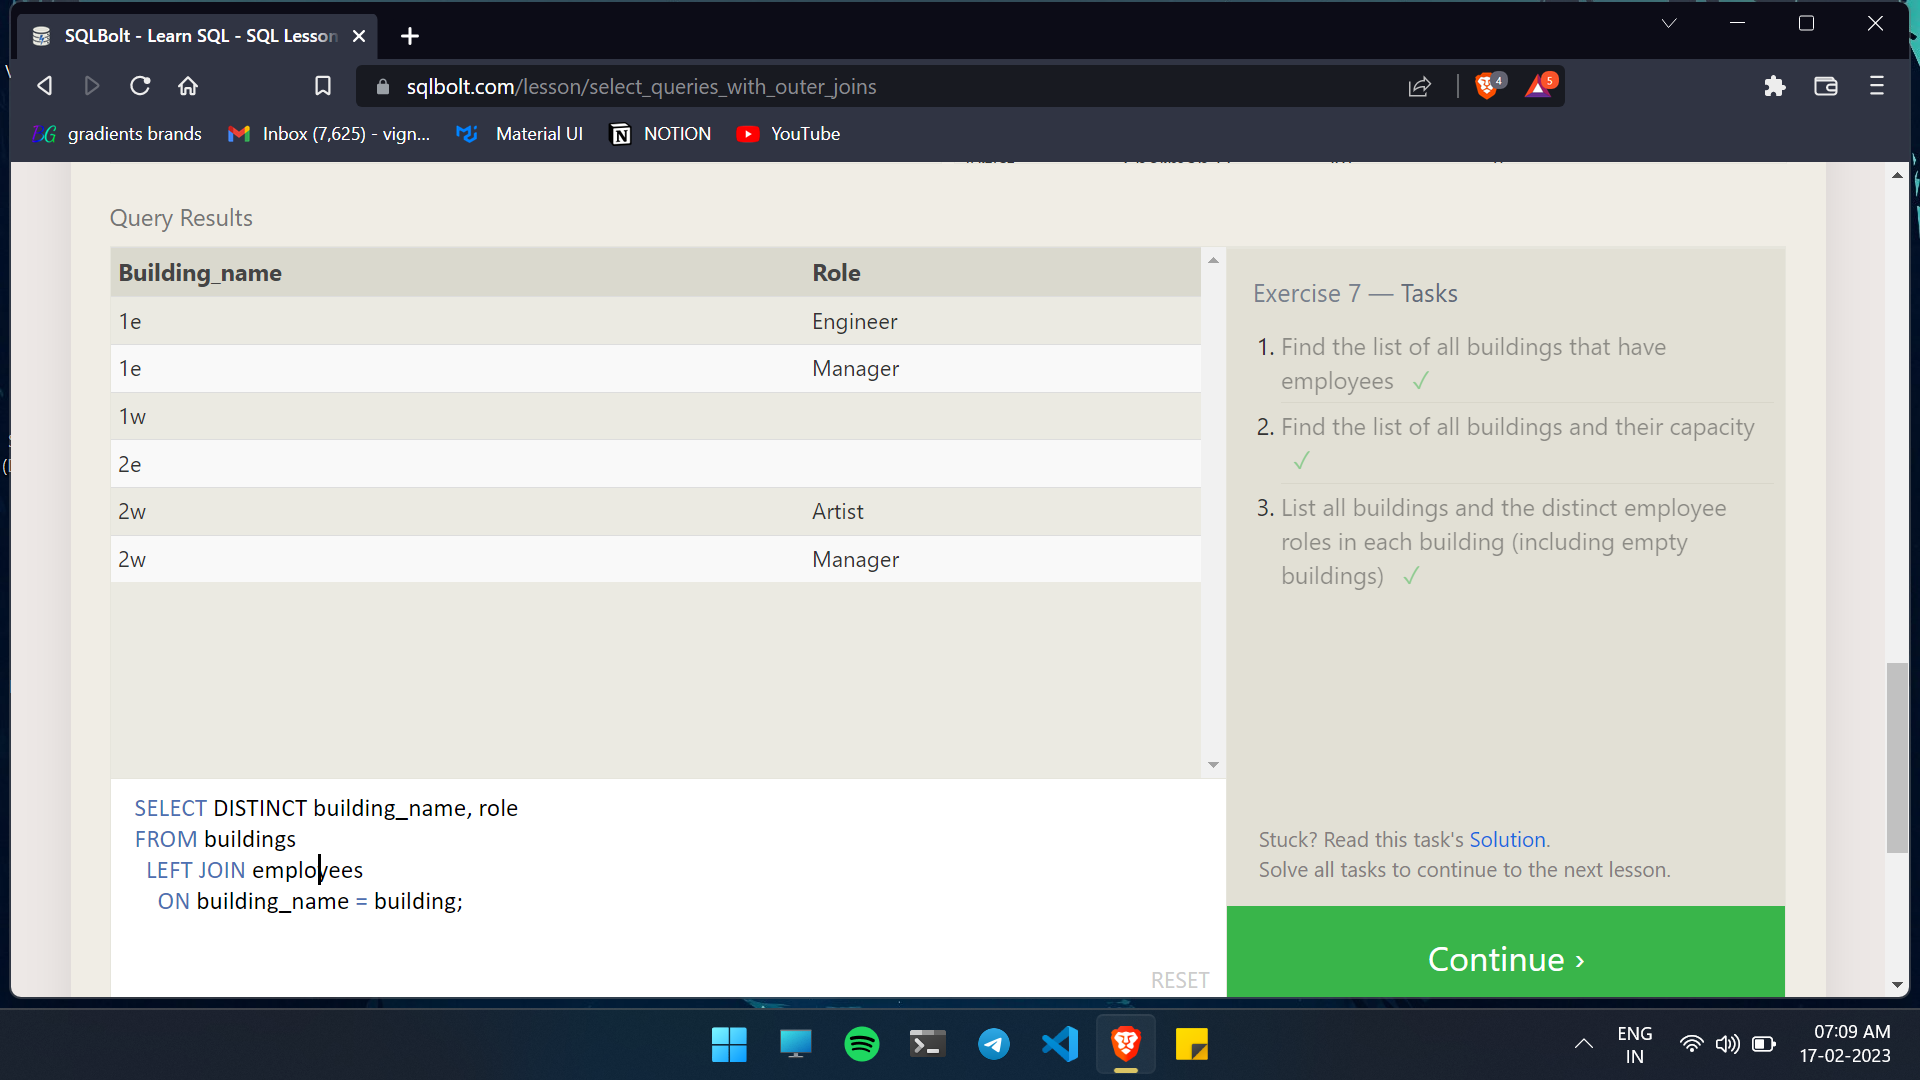 SQLBolt - Learn SQL - SQL Lesson
sqlbolt.com/lesson/select_queries_with_outer_joins
4
5
gradients brands
Inbox (7,625) - vign...
Material UI
NOTION
YouTube
Query Results
Building_name Role
1e Engineer
1e Manager
1w
2e
2w Artist
2w Manager
Exercise 7 — Tasks
1. Find the list of all buildings that have
employees ✓
2. Find the list of all buildings and their capacity
✓
3. List all buildings and the distinct employee
roles in each building (including empty
buildings) ✓
SELECT DISTINCT building_name, role
FROM buildings
LEFT JOIN employees
ON building_name = building;
RESET
Stuck? Read this task's Solution.
Solve all tasks to continue to the next lesson.
Continue ›
ENG
IN
07:09 AM
17-02-2023